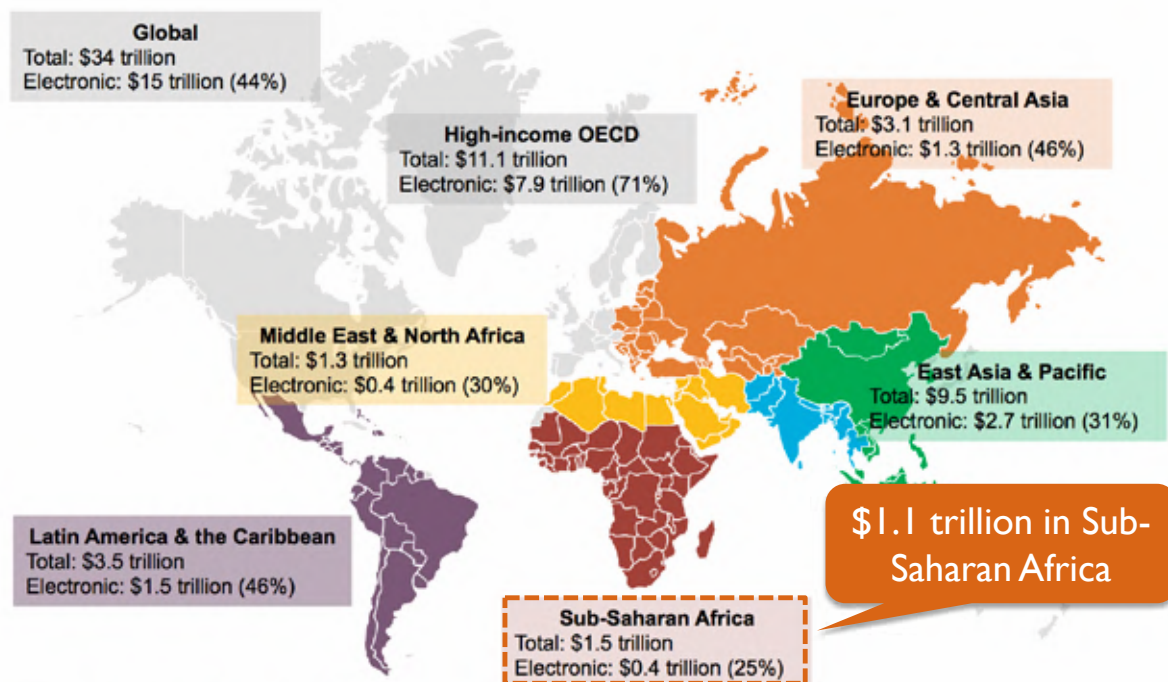 Global
Total: $34 trillion
Electronic: $15 trillion (44%)
High-income OECD
Total: $11.1 trillion
Electronic: $7.9 trillion (71%)
Europe & Central Asia
Total: $3.1 trillion
Electronic: $1.3 trillion (46%)
Middle East & North Africa
Total: $1.3 trillion
Electronic: $0.4 trillion (30%)
East Asia & Pacific
Total: $9.5 trillion
Electronic: $2.7 trillion (31%)
Latin America & the Caribbean
Total: $3.5 trillion
Electronic: $1.5 trillion (46%)
$1.1 trillion in Sub-
Saharan Africa
Sub-Saharan Africa
Total: $1.5 trillion
Electronic: $0.4 trillion (25%)